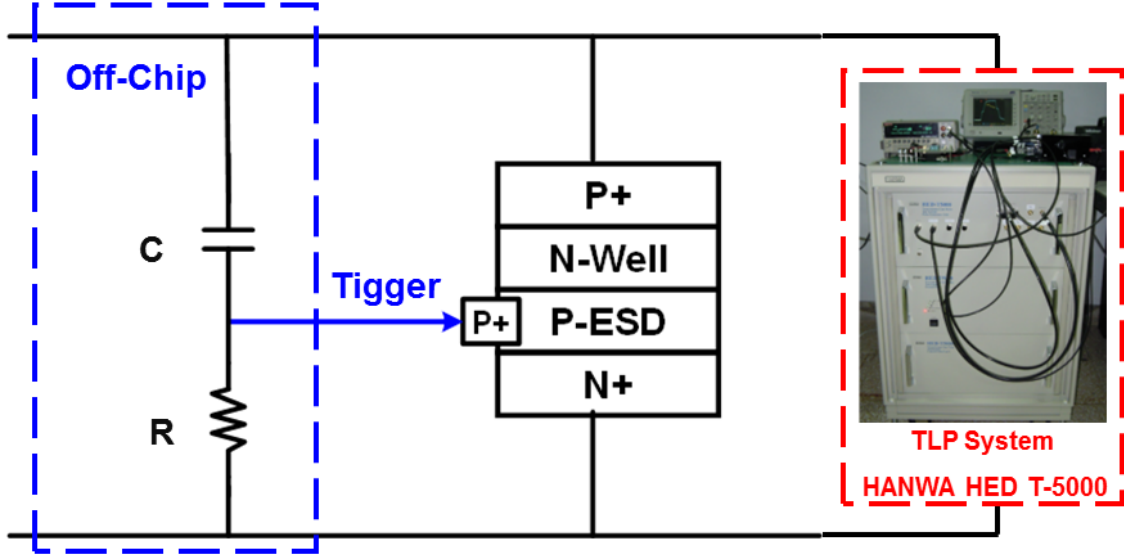 Off-Chip
P+
C
N-Well
Tigger
P+
P-ESD
N+
R
TLP System
HANWA HED T-5000